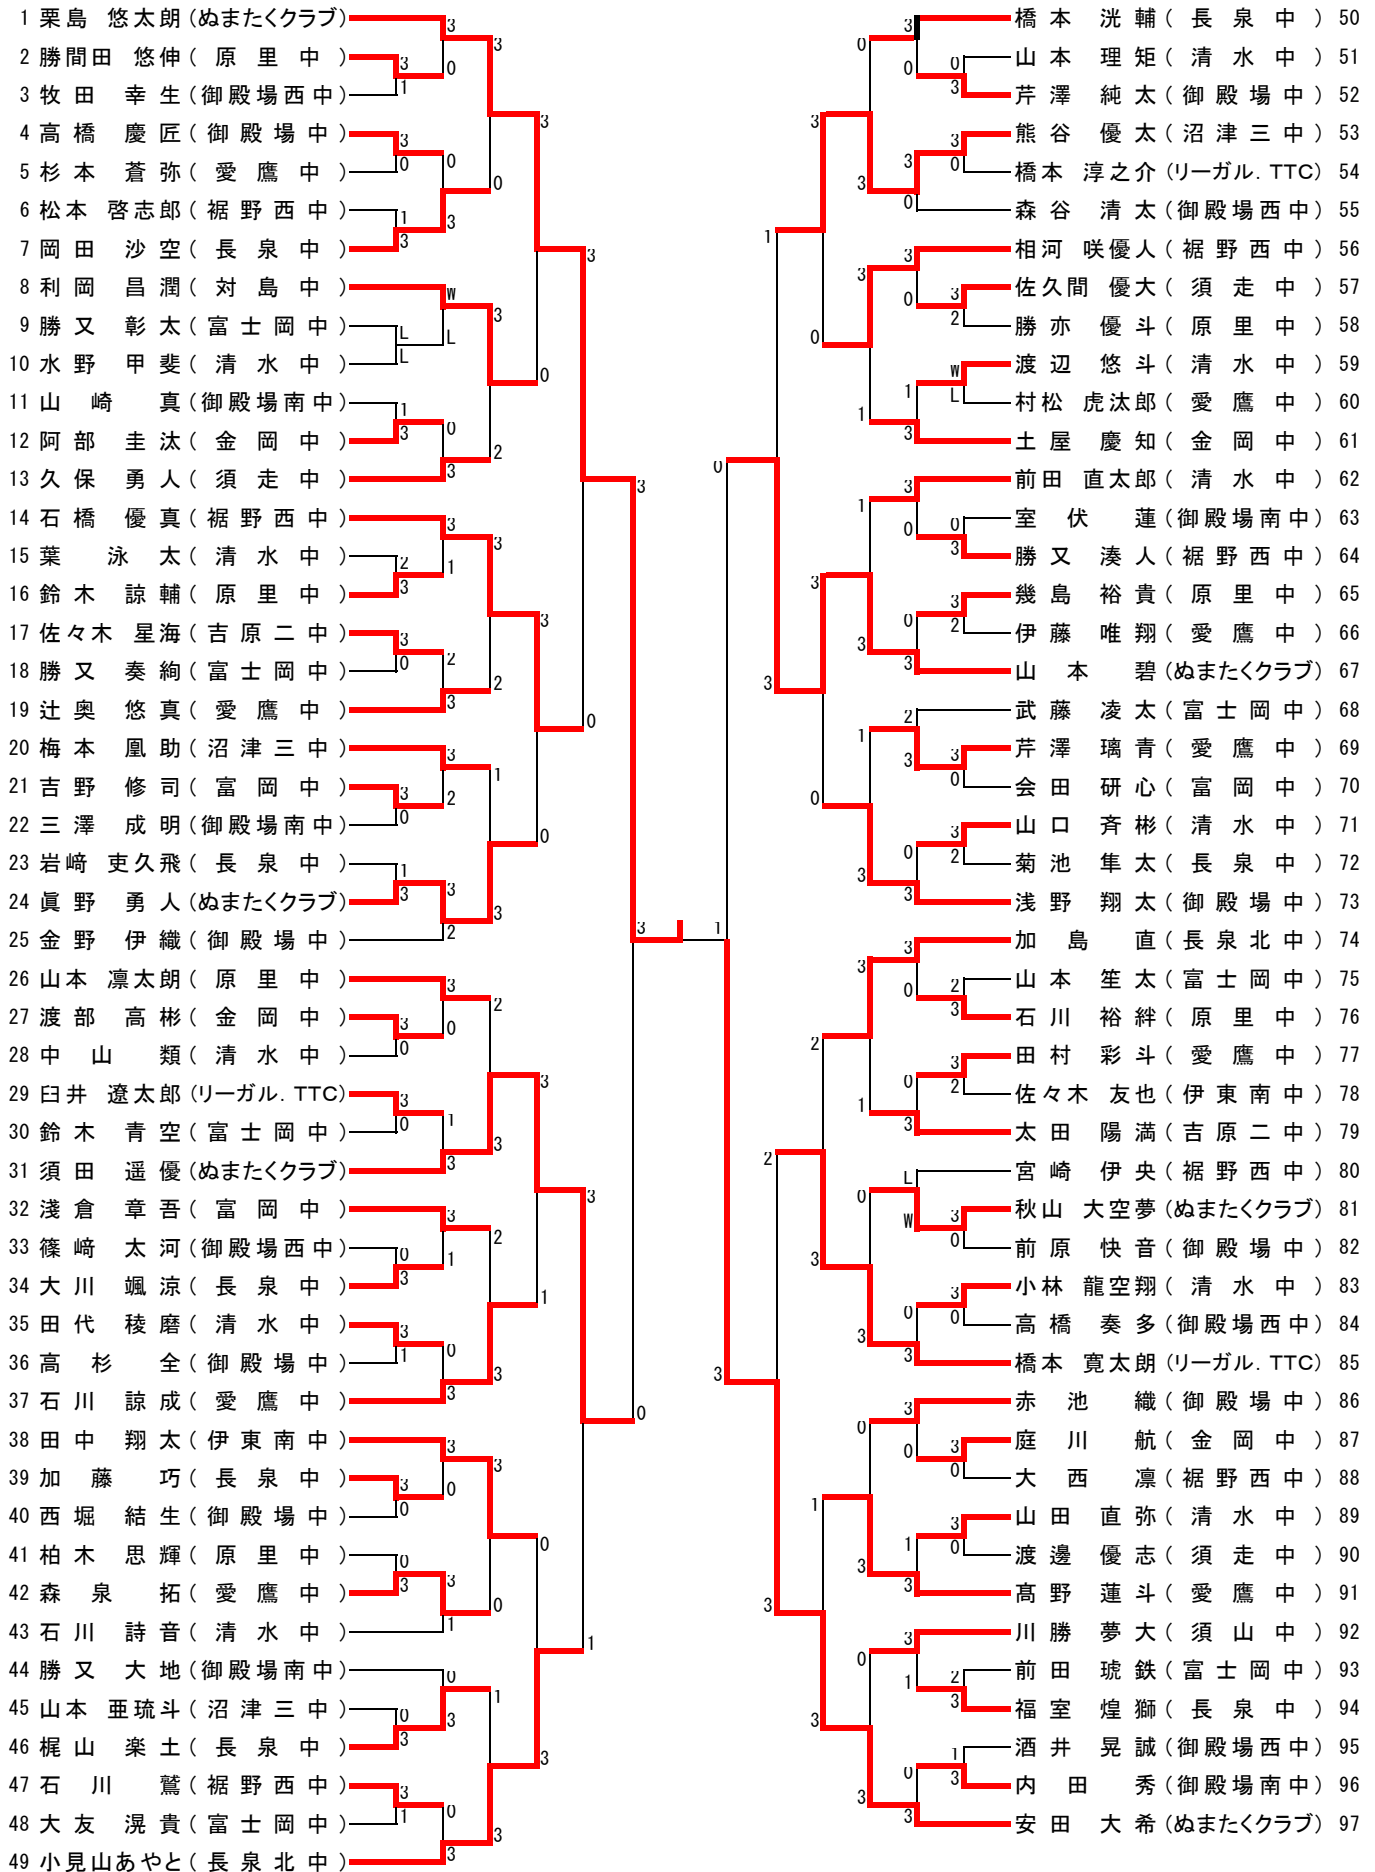 1 栗島 悠太朗 (ぬまたくクラブ)
2 勝間田 悠伸 (原里中)
3 牧田 幸生 (御殿場西中)
4 高橋 慶匠 (御殿場中)
5 杉本 蒼弥 (愛鷹中)
6 松本 啓志郎 (裾野西中)
7 岡田 沙空 (長泉中)
8 利岡 昌潤 (対島中)
9 勝又 彰太 (富士岡中)
10 水野 甲斐 (清水中)
11 山崎 真 (御殿場南中)
12 阿部 圭汰 (金岡中)
13 久保 勇人 (須走中)
14 石橋 優真 (裾野西中)
15 葉 泳太 (清水中)
16 鈴木 諒輔 (原里中)
17 佐々木 星海 (吉原二中)
18 勝又 奏絢 (富士岡中)
19 辻奥 悠真 (愛鷹中)
20 梅本 凰助 (沼津三中)
21 吉野 修司 (富岡中)
22 三澤 成明 (御殿場南中)
23 岩﨑 吏久飛 (長泉中)
24 眞野 勇人 (ぬまたくクラブ)
25 金野 伊織 (御殿場中)
26 山本 凛太朗 (原里中)
27 渡部 高彬 (金岡中)
28 中山 類 (清水中)
29 臼井 遼太郎 (リーガル.TTC)
30 鈴木 青空 (富士岡中)
31 須田 遥優 (ぬまたくクラブ)
32 淺倉 章吾 (富岡中)
33 篠﨑 太河 (御殿場西中)
34 大川 颯涼 (長泉中)
35 田代 稜磨 (清水中)
36 高杉 全 (御殿場中)
37 石川 諒成 (愛鷹中)
38 田中 翔太 (伊東南中)
39 加藤 巧 (長泉中)
40 西堀 結生 (御殿場中)
41 柏木 思輝 (原里中)
42 森泉 拓 (愛鷹中)
43 石川 詩音 (清水中)
44 勝又 大地 (御殿場南中)
45 山本 亜琉斗 (沼津三中)
46 梶山 楽土 (長泉中)
47 石川 鷲 (裾野西中)
48 大友 滉貴 (富士岡中)
49 小見山あやと (長泉北中)
橋本 洸輔 (長泉中) 50
山本 理矩 (清水中) 51
芹澤 純太 (御殿場中) 52
熊谷 優太 (沼津三中) 53
橋本 淳之介 (リーガル.TTC) 54
森谷 清太 (御殿場西中) 55
相河 咲優人 (裾野西中) 56
佐久間 優大 (須走中) 57
勝亦 優斗 (原里中) 58
渡辺 悠斗 (清水中) 59
村松 虎汰郎 (愛鷹中) 60
土屋 慶知 (金岡中) 61
前田 直太郎 (清水中) 62
室伏 蓮 (御殿場南中) 63
勝又 湊人 (裾野西中) 64
幾島 裕貴 (原里中) 65
伊藤 唯翔 (愛鷹中) 66
山本 碧 (ぬまたくクラブ) 67
武藤 凌太 (富士岡中) 68
芹澤 璃青 (愛鷹中) 69
会田 研心 (富岡中) 70
山口 斉彬 (清水中) 71
菊池 隼太 (長泉中) 72
浅野 翔太 (御殿場中) 73
加島 直 (長泉北中) 74
山本 笙太 (富士岡中) 75
石川 裕絆 (原里中) 76
田村 彩斗 (愛鷹中) 77
佐々木 友也 (伊東南中) 78
太田 陽満 (吉原二中) 79
宮崎 伊央 (裾野西中) 80
秋山 大空夢 (ぬまたくクラブ) 81
前原 快音 (御殿場中) 82
小林 龍空翔 (清水中) 83
高橋 奏多 (御殿場西中) 84
橋本 寛太朗 (リーガル.TTC) 85
赤池 織 (御殿場中) 86
庭川 航 (金岡中) 87
大西 凛 (裾野西中) 88
山田 直弥 (清水中) 89
渡邊 優志 (須走中) 90
髙野 蓮斗 (愛鷹中) 91
川勝 夢大 (須山中) 92
前田 琥鉄 (富士岡中) 93
福室 煌獅 (長泉中) 94
酒井 晃誠 (御殿場西中) 95
内田 秀 (御殿場南中) 96
安田 大希 (ぬまたくクラブ) 97